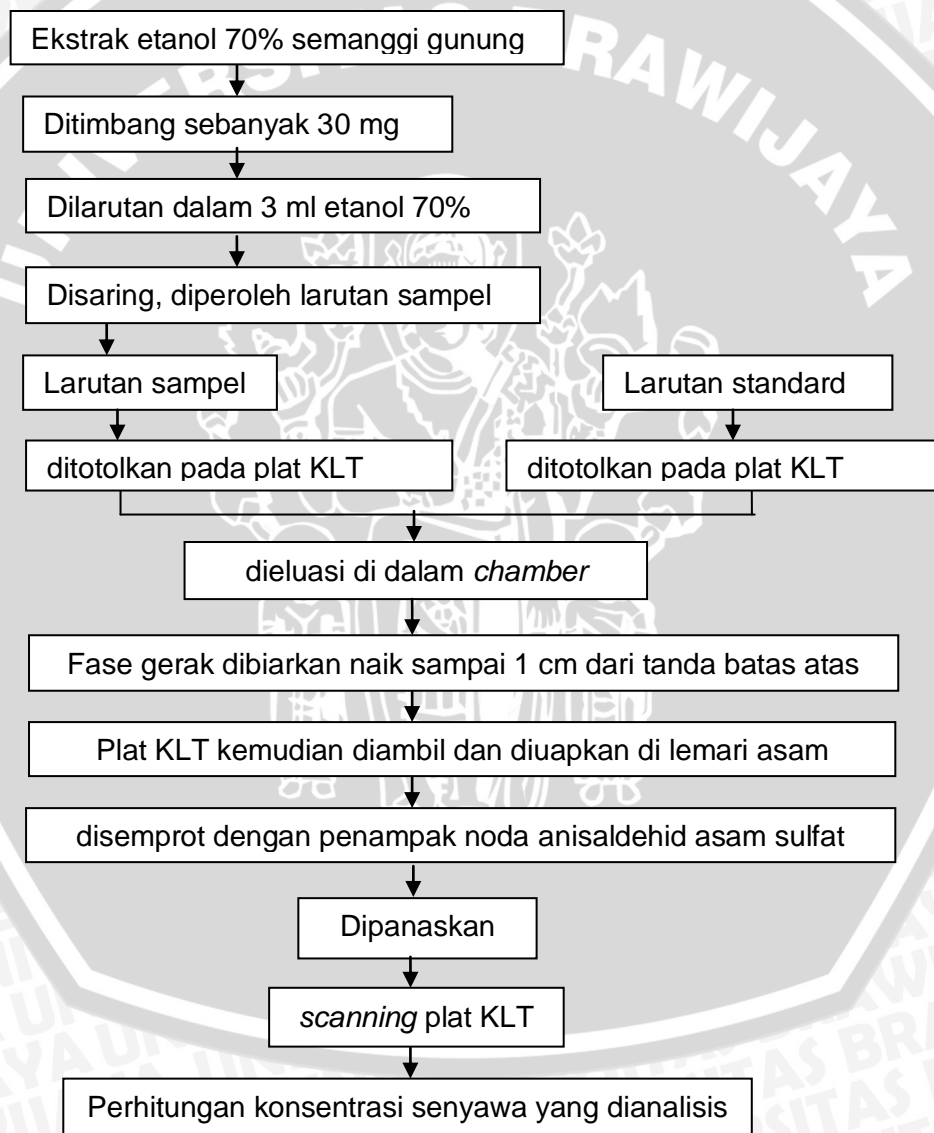 UNIVERSITAS BRAWIJAYA
Ekstrak etanol 70% semanggi gunung
Ditimbang sebanyak 30 mg
Dilarutan dalam 3 ml etanol 70%
Disaring, diperoleh larutan sampel
Larutan sampel
Larutan standard
ditotolkan pada plat KLT
ditotolkan pada plat KLT
dieluasi di dalam chamber
Fase gerak dibiarkan naik sampai 1 cm dari tanda batas atas
Plat KLT kemudian diambil dan diuapkan di lemari asam
disemprot dengan penampak noda anisaldehid asam sulfat
Dipanaskan
scanning plat KLT
Perhitungan konsentrasi senyawa yang dianalisis